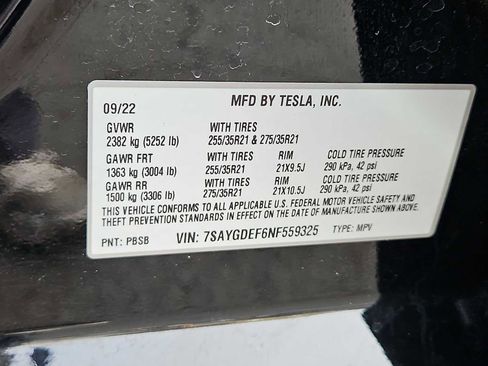 MFD BY TESLA, INC.
09/22
GVWR WITH TIRES
2382 kg (5252 lb) 255/35R21 & 275/35R21
GAWR FRT WITH TIRES RIM COLD TIRE PRESSURE
1363 kg (3004 lb) 255/35R21 21X9.5J 290 kPa, 42 psi
GAWR RR WITH TIRES RIM COLD TIRE PRESSURE
1500 kg (3306 lb) 275/35R21 21X10.5J 290 kPa, 42 psi
THIS VEHICLE CONFORMS TO ALL APPLICABLE U.S. FEDERAL MOTOR VEHICLE SAFETY AND
THEFT PREVENTION STANDARDS IN EFFECT ON THE DATE OF MANUFACTURE SHOWN ABOVE.
PNT: PBSB VIN: 7SAYGDEF6NF559325 TYPE: MPV